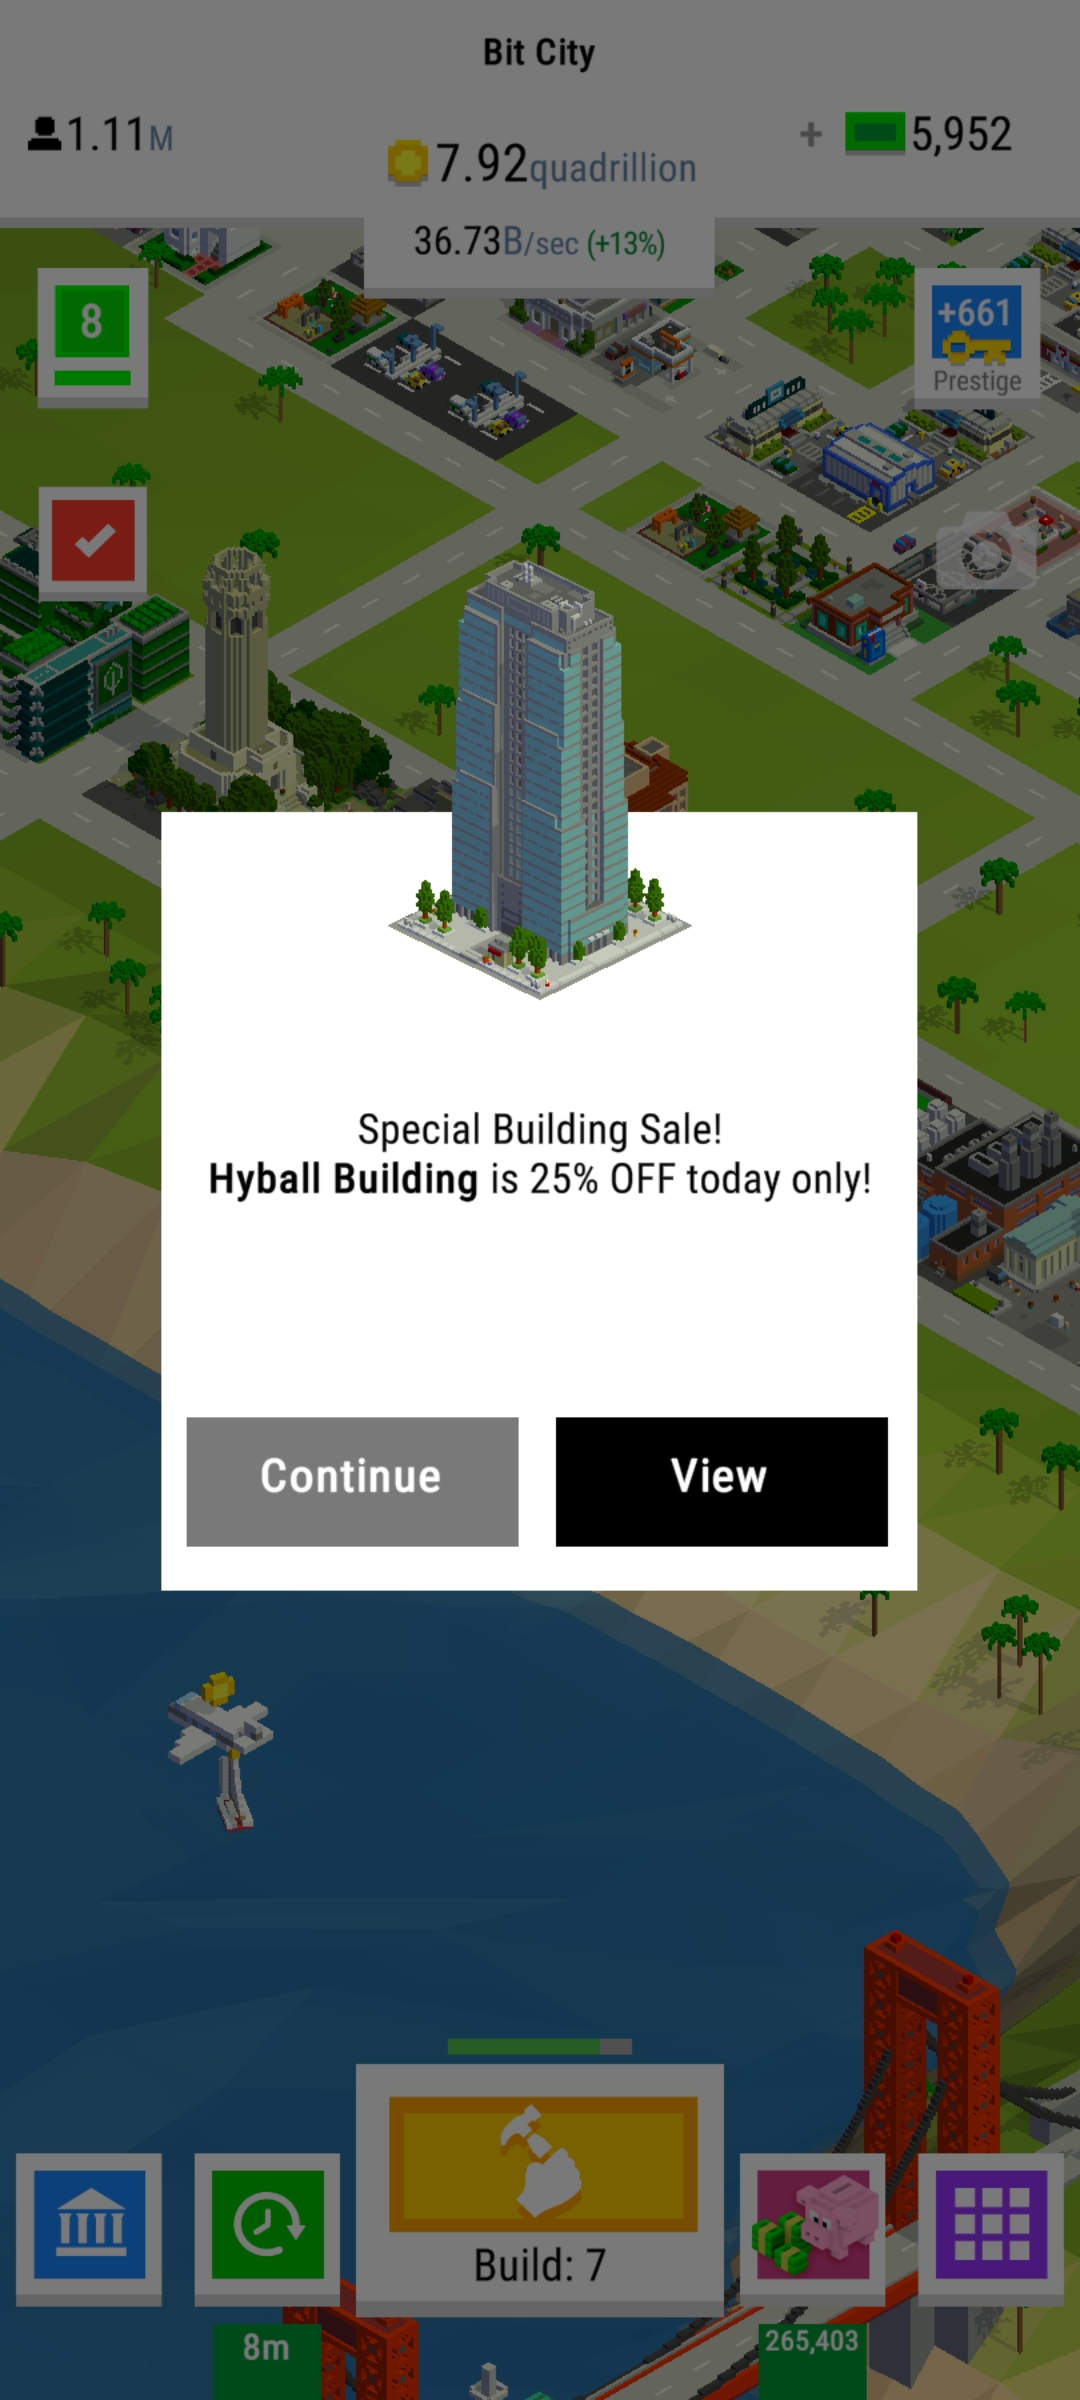 Bit City
1.11M
7.92quadrillion
+ 5,952
36.73B/sec (+13%)
8
+661
Prestige
Special Building Sale!
Hyball Building is 25% OFF today only!
Continue
View
Build: 7
8m
265,403